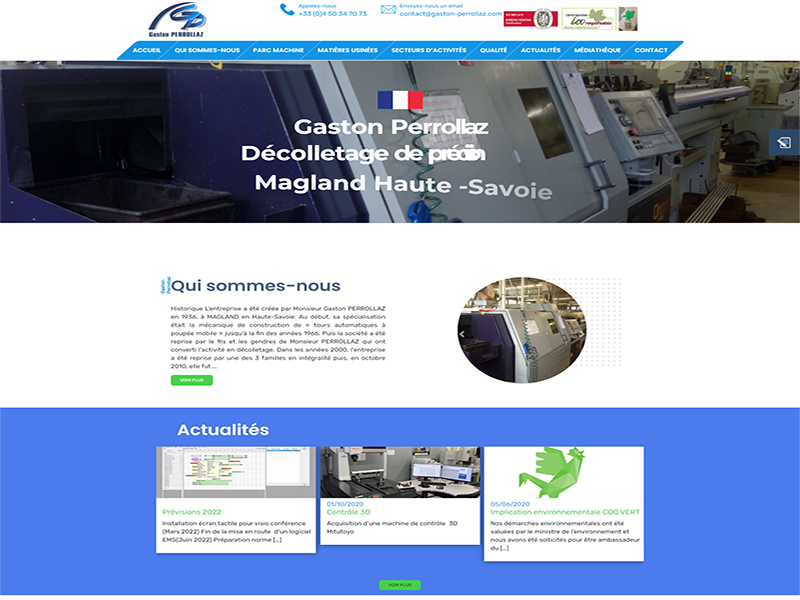 Gaston PERROLLAZ
Appelez-nous
+33 (0)4 50 34 70 73
Envoyez-nous un email
contact@gaston-perrollaz.com
ACCUEIL QUI SOMMES-NOUS PARC MACHINE MATIÈRES USINÉES SECTEURS D'ACTIVITÉS QUALITÉ ACTUALITÉS MÉDIATHÈQUE CONTACT
Gaston Perrollaz
Décolletage de précision
Magland Haute -Savoie
Gaston
Perrollaz
Qui sommes-nous
Historique L'entreprise a été créée par Monsieur Gaston PERROLLAZ
en 1936, à MAGLAND en Haute-Savoie. Au début, sa spécialisation
était la mécanique de construction de « tours automatiques à
poupée mobile » jusqu'à la fin des années 1966. Puis la société a été
reprise par le fils et les gendres de Monsieur PERROLLAZ qui ont
converti l'activité en décolletage. Dans les années 2000, l'entreprise
a été reprise par une des 3 familles en intégralité puis, en octobre
2010, elle fut ...
VOIR PLUS
Actualités
Prévisions 2022
Installation écran tactile pour visio conférence
(Mars 2022) Fin de la mise en route d'un logiciel
EMS(Juin 2022) Préparation norme [...]
01/10/2020
Contrôle 3D
Acquisition d'une machine de contrôle 3D
Mitutoyo
05/06/2020
Implication environnementale COQ VERT
Nos démarches environnementales ont été
saluées par le ministre de l'environnement et
nous avons été sollicités pour être ambassadeur
du [...]
VOIR PLUS